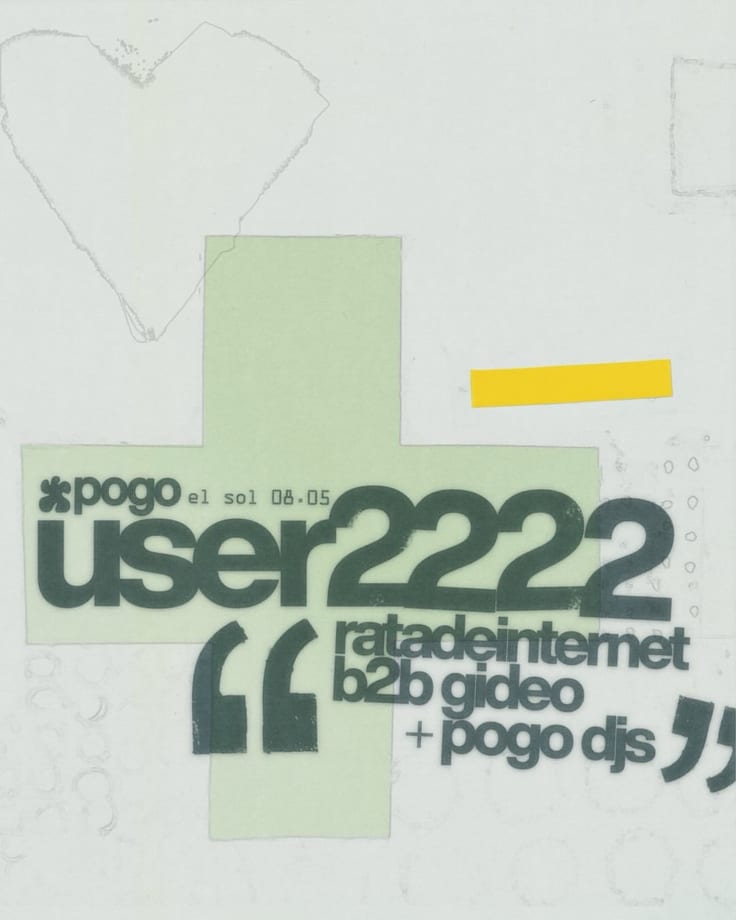 *pogo el sol 08.05
user2222
“ratadeinternet
b2b gideo
+ pogo djs”